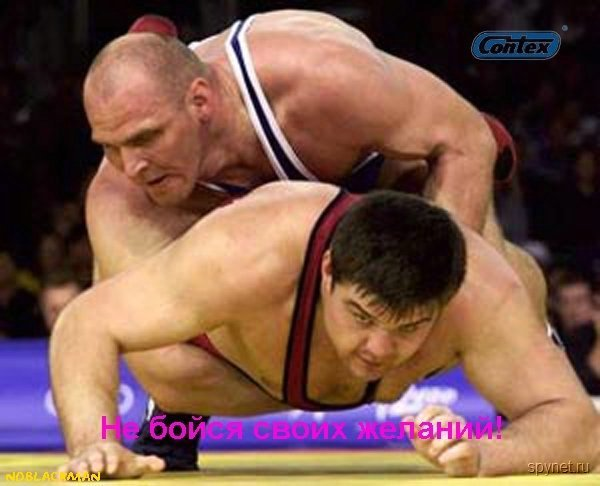 Contex
Не бойся своих желаний!
NOBLACKMAN
spynet.ru